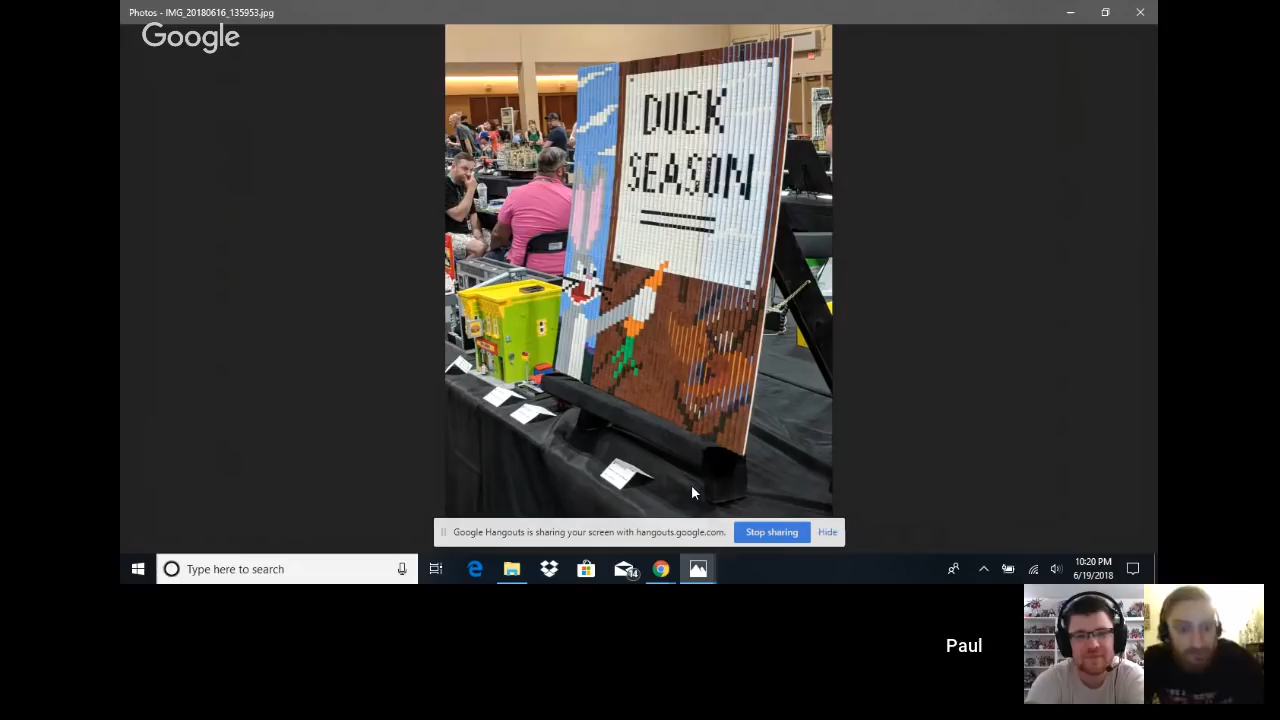 Photos - IMG_20180616_135953.jpg
Google
DUCK
SEASON
Google Hangouts is sharing your screen with hangouts.google.com.
Stop sharing
Hide
Type here to search
14
10:20 PM
6/19/2018
Paul